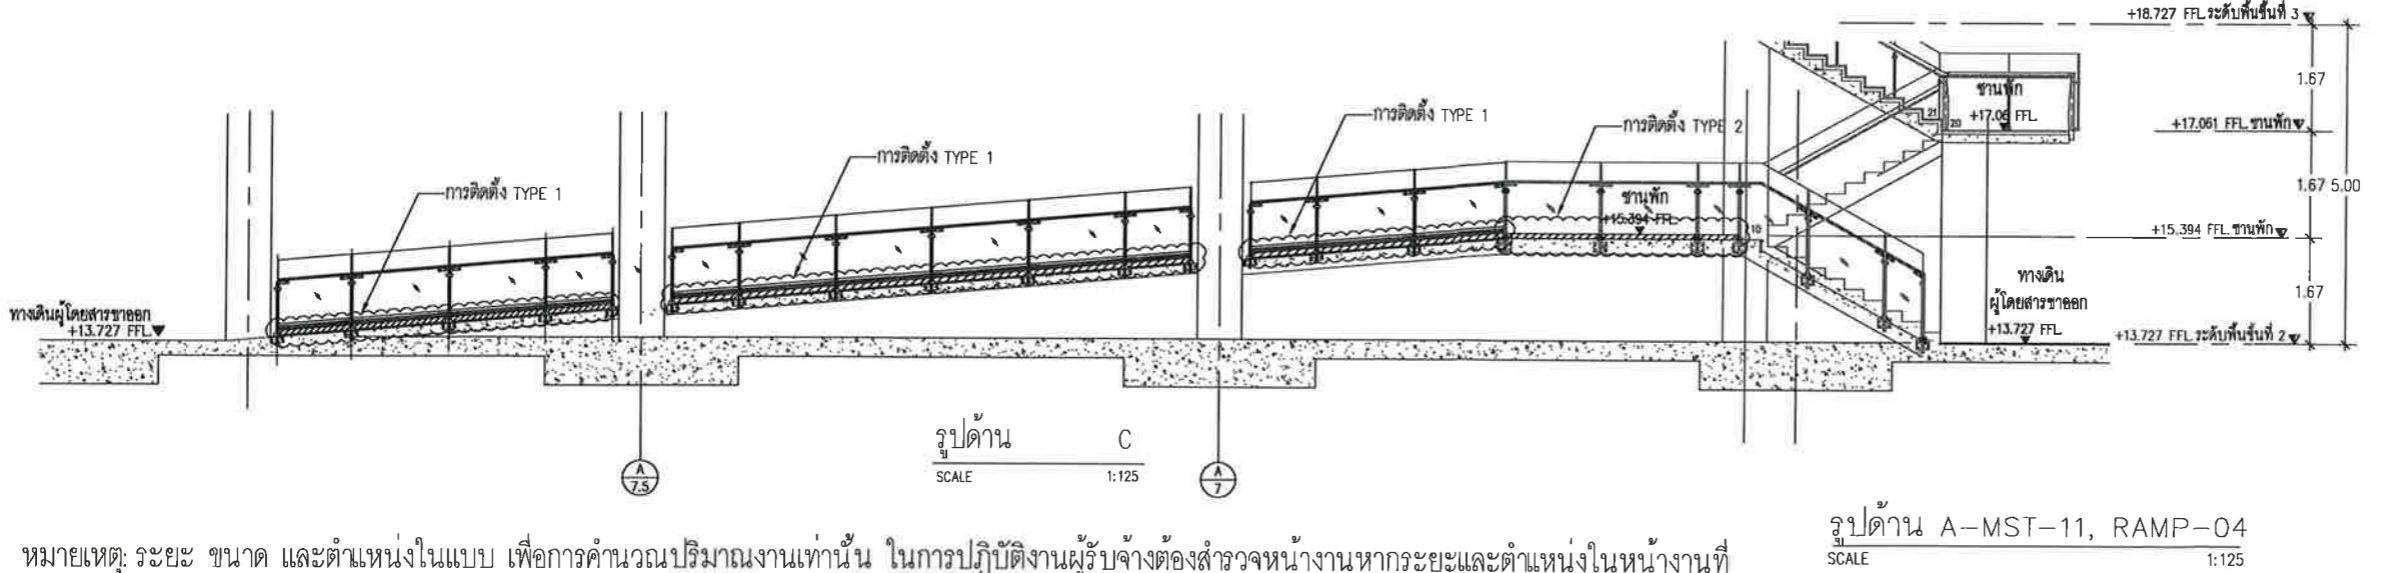 +18.727 FFL.ระดับพื้นชั้นที่ 3
1.67
ชานพัก
+17.06 FFL.
21
20
+17.061 FFL.ชานพัก
การติดตั้ง TYPE 1
การติดตั้ง TYPE 2
การติดตั้ง TYPE 1
การติดตั้ง TYPE 1
1.67 5.00
ชานพัก
+15.394 FFL.
10
+15.394 FFL.ชานพัก
ทางเดิน
ผู้โดยสารขาออก
+13.727 FFL.
1.67
ทางเดินผู้โดยสารขาออก
+13.727 FFL.
+13.727 FFL.ระดับพื้นชั้นที่ 2
รูปด้าน C
SCALE 1:125
A
7.5
A
7
รูปด้าน A-MST-11, RAMP-04
SCALE 1:125
หมายเหตุ: ระยะ ขนาด และตำแหน่งในแบบ เพื่อการคำนวณปริมาณงานเท่านั้น ในการปฏิบัติงานผู้รับจ้างต้องสำรวจหน้างานหากระยะและตำแหน่งในหน้างานที่